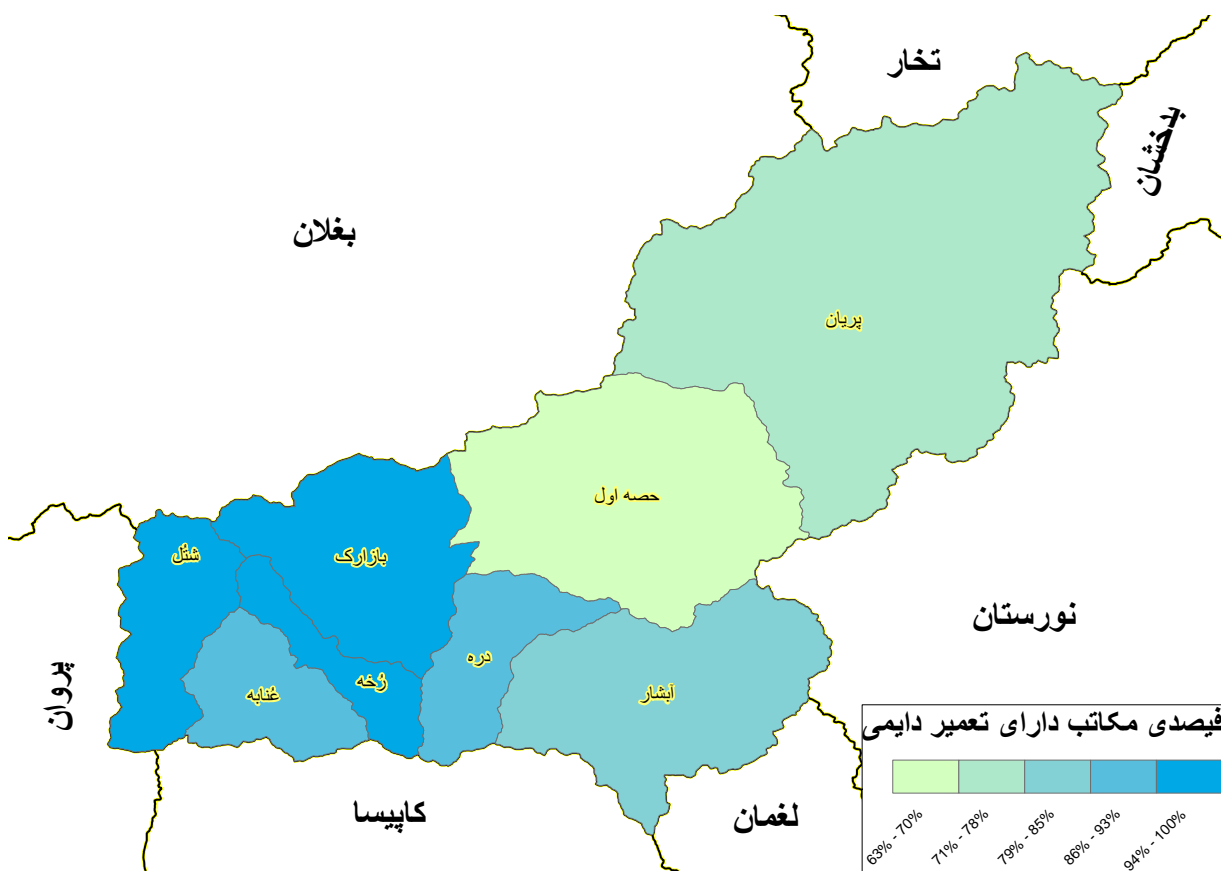 تخار
بدخشان
بغلان
پریان
حصه اول
بازارک
شتُل
نورستان
دره
رُخه
آبشار
عُنابه
پروان
کاپیسا
لغمان
فیصدی مکاتب دارای تعمیر دایمی
63% - 70%
71% - 78%
79% - 85%
86% - 93%
94% - 100%